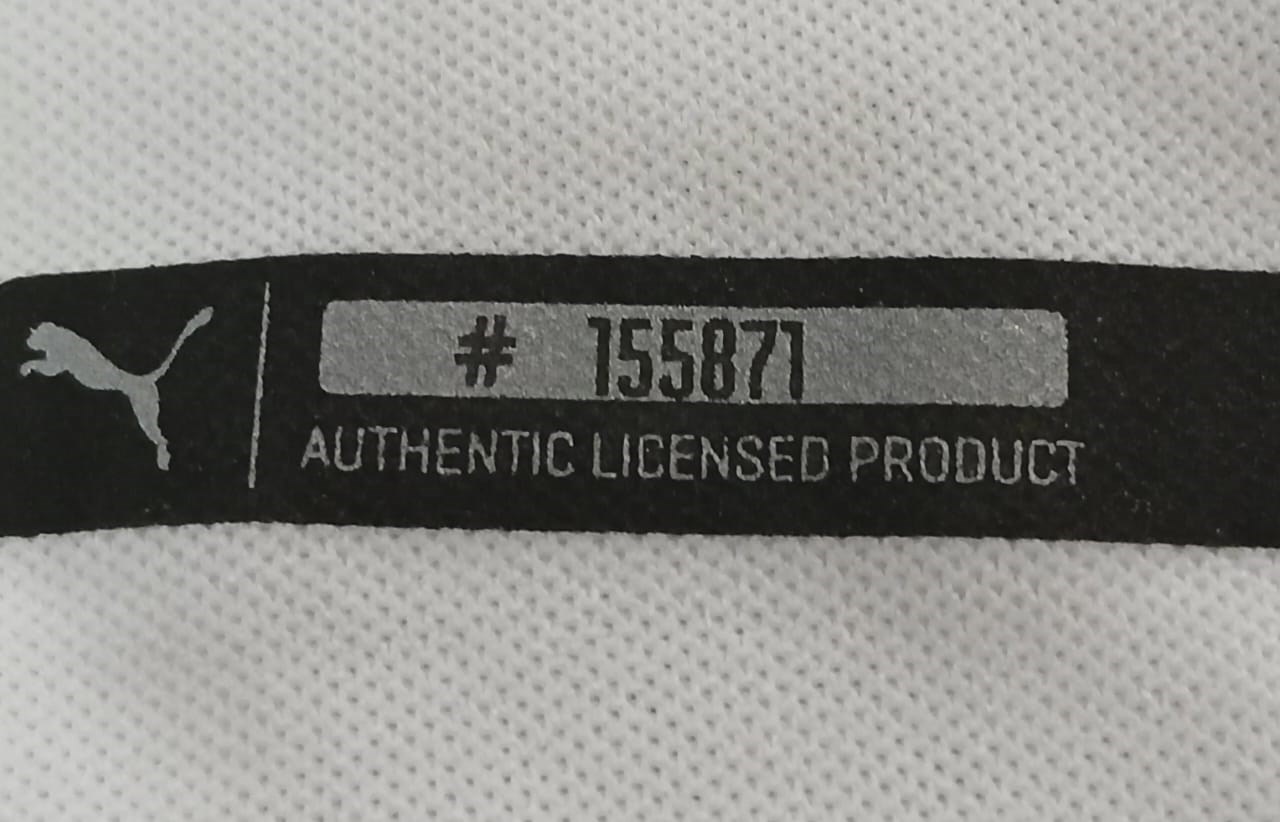 # 155871
AUTHENTIC LICENSED PRODUCT